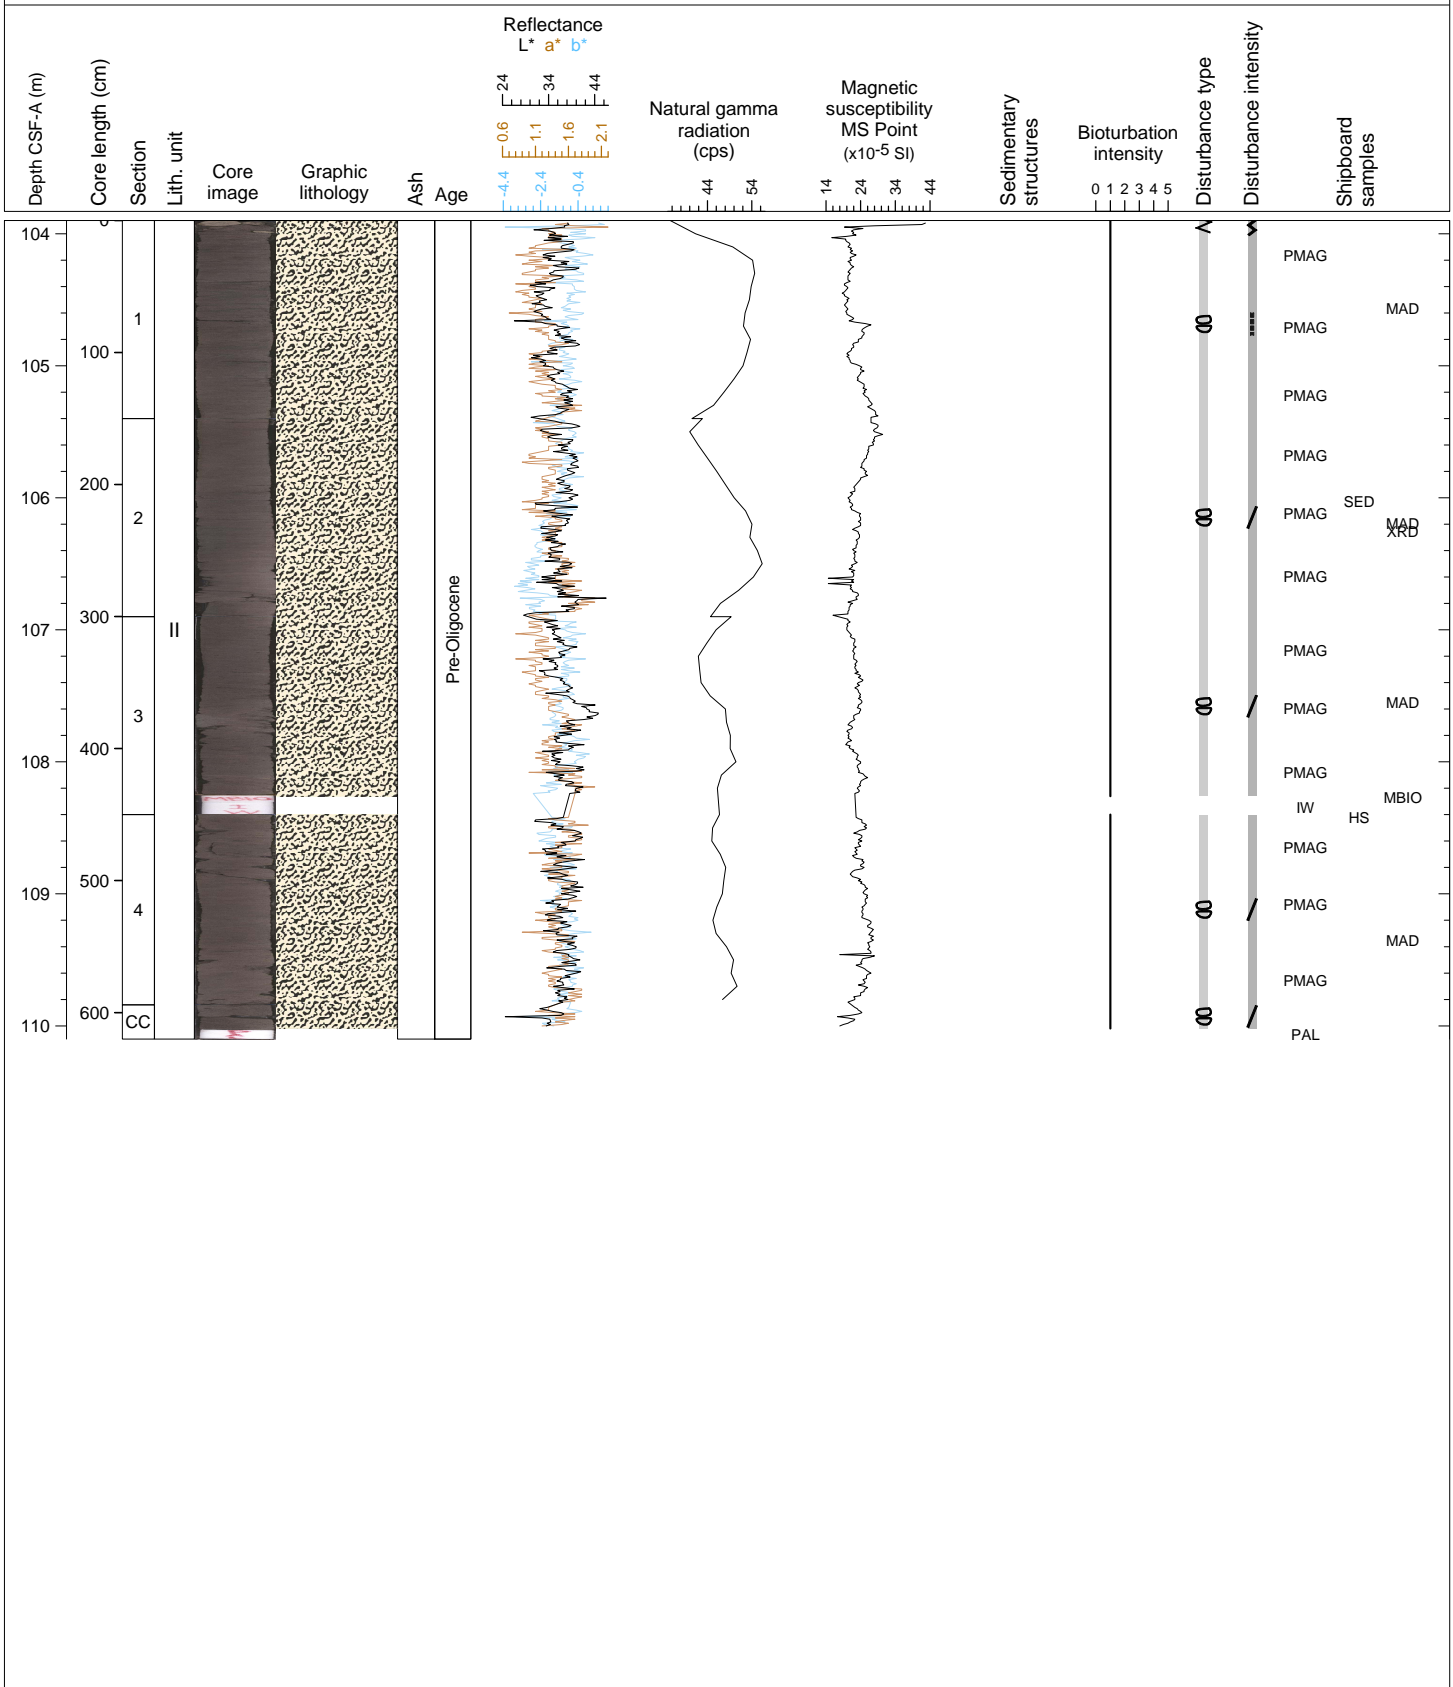 Reflectance
L* a* b*
24 34 44
0.6 1.1 1.6 2.1
-4.4 -2.4 -0.4
Depth CSF-A (m)
Core length (cm)
Section
Lith. unit
Core
image
Graphic
lithology
Ash
Age
Natural gamma
radiation
(cps)
44 54
Magnetic
susceptibility
MS Point
(x10-5 SI)
14 24 34 44
Sedimentary
structures
Bioturbation
intensity
0 1 2 3 4 5
Disturbance type
Disturbance intensity
Shipboard
samples
0
104
PMAG
MAD
1
PMAG
100
105
PMAG
PMAG
200
106
SED
2
PMAG
MAD
XRD
PMAG
300
107
II
Pre-Oligocene
PMAG
MAD
3
PMAG
400
108
PMAG
MBIO
MBIO
IW
HS
PMAG
500
109
4
PMAG
MAD
PMAG
600
CC
110
PAL